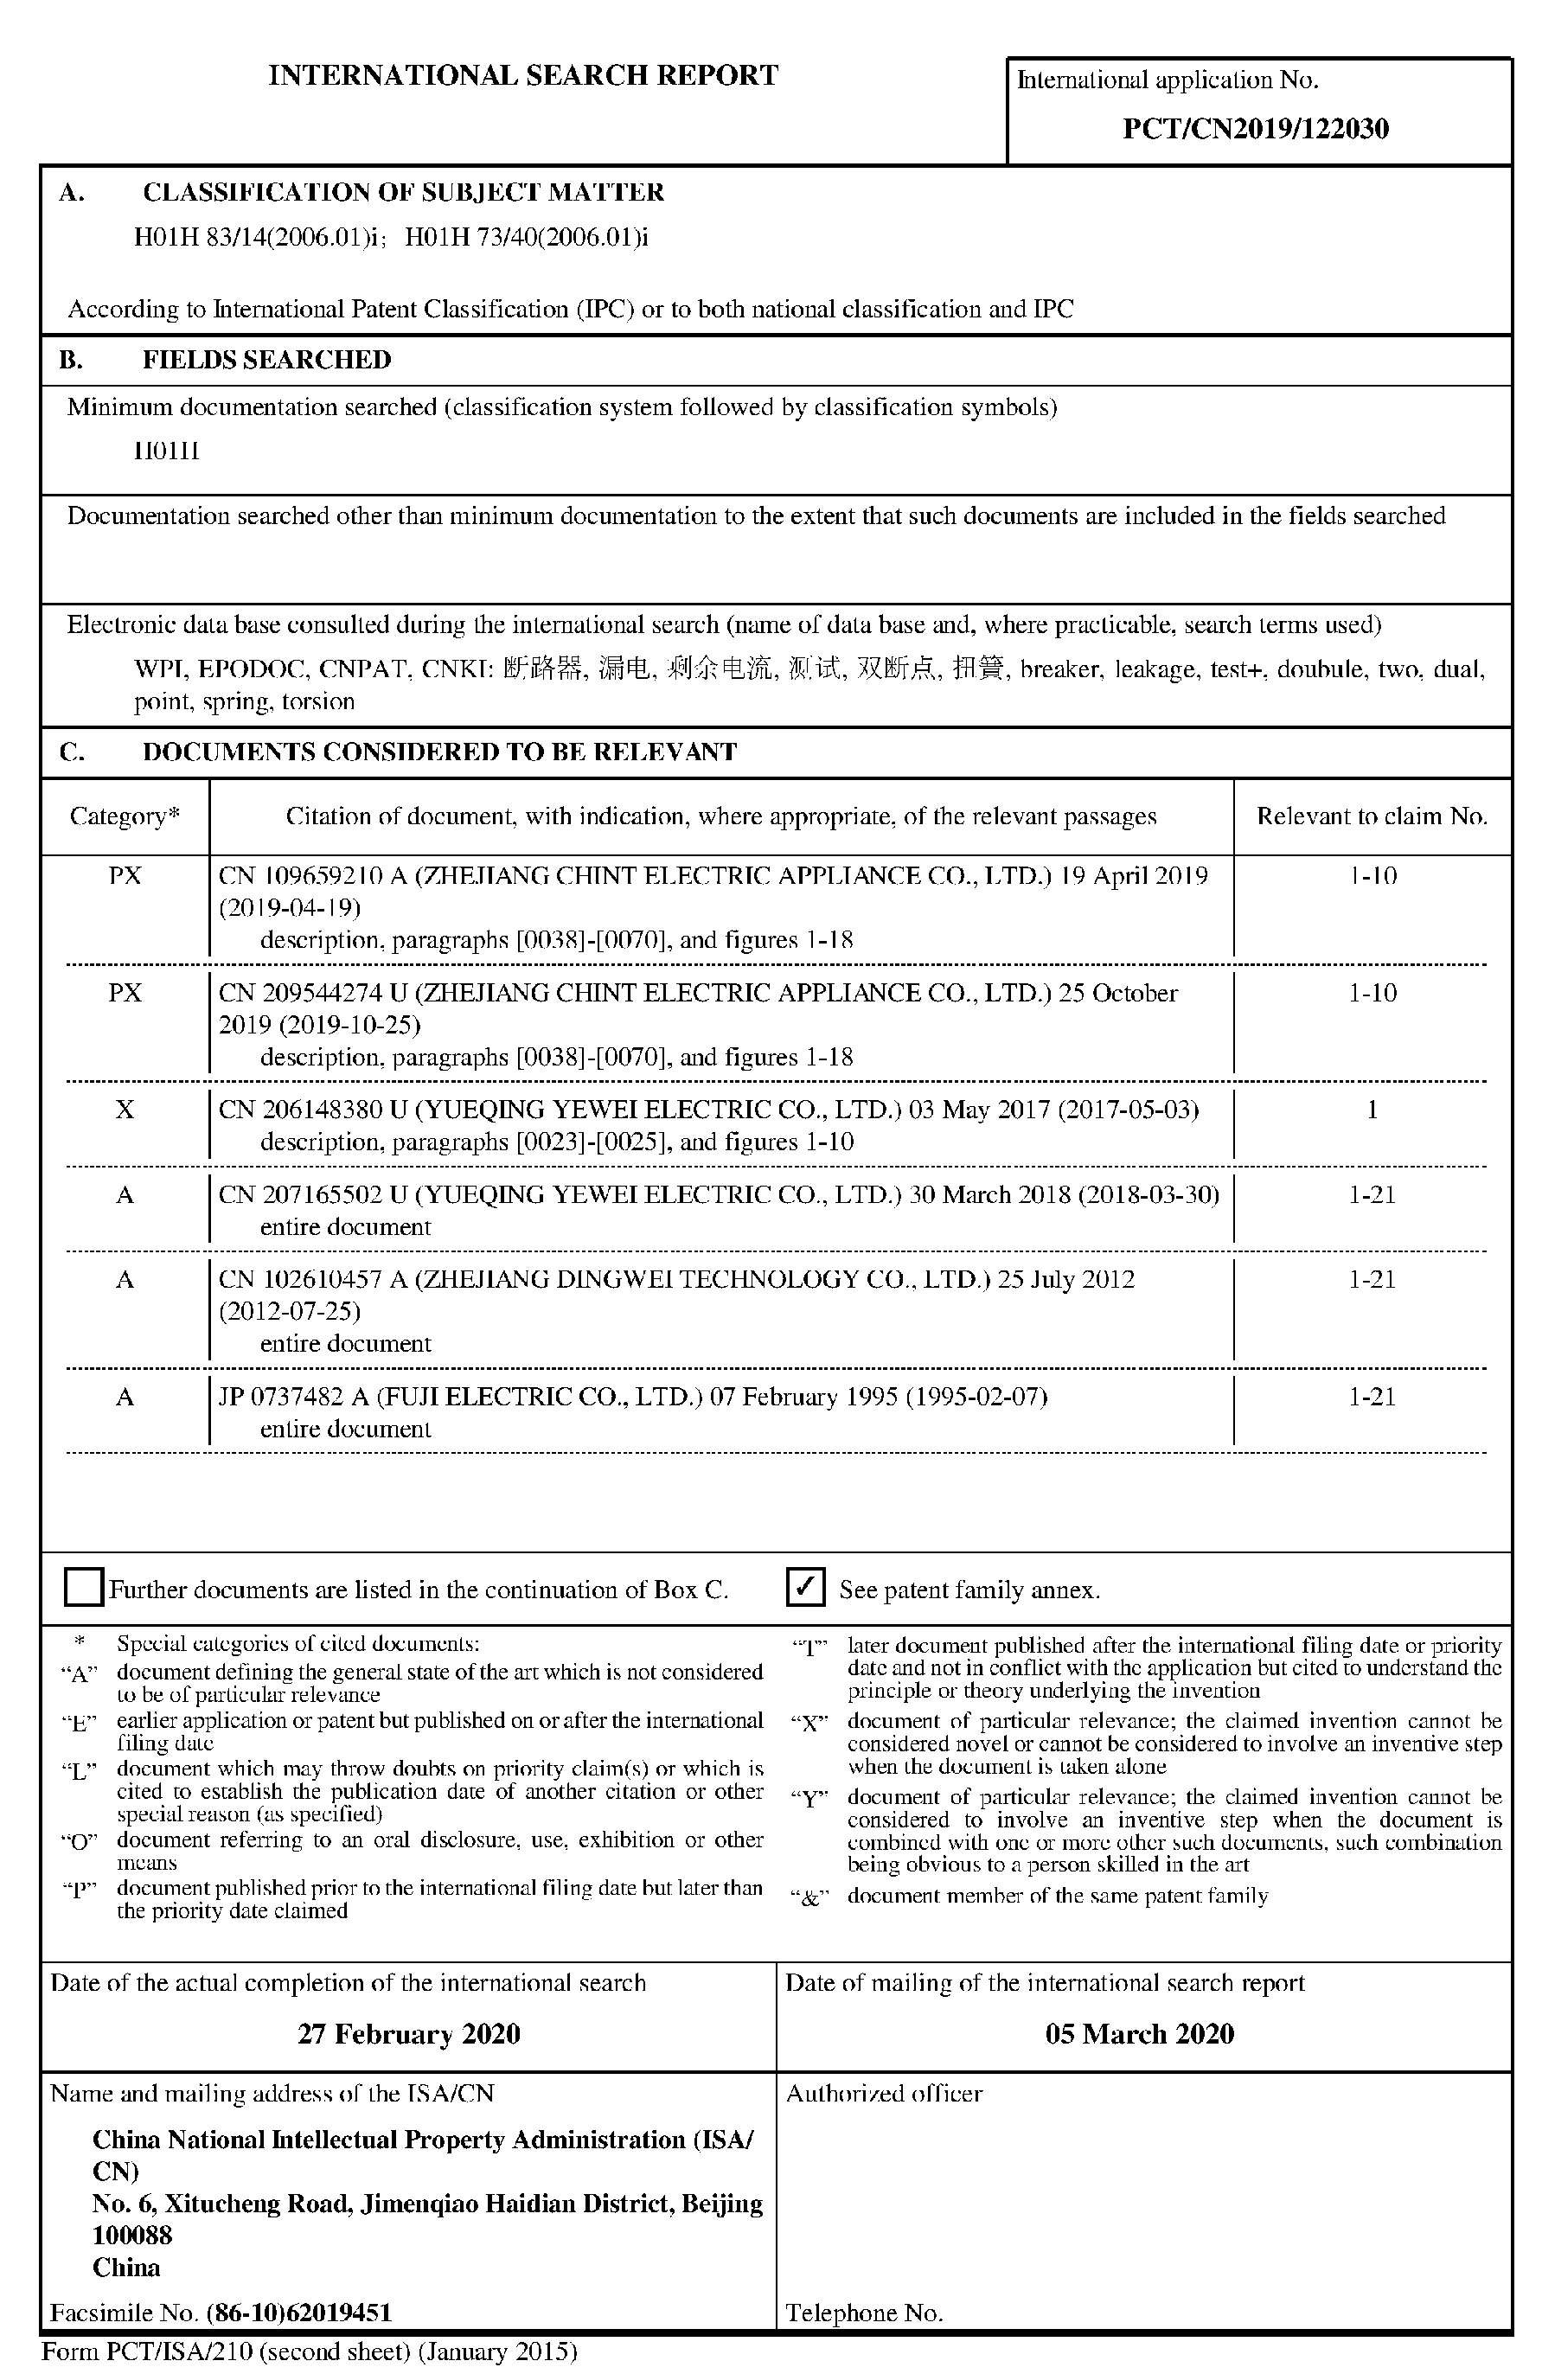 INTERNATIONAL SEARCH REPORT
International application No.
PCT/CN2019/122030
A. CLASSIFICATION OF SUBJECT MATTER
H01H 83/14(2006.01)i; H01H 73/40(2006.01)i
According to International Patent Classification (IPC) or to both national classification and IPC
B. FIELDS SEARCHED
Minimum documentation searched (classification system followed by classification symbols)
H01H
Documentation searched other than minimum documentation to the extent that such documents are included in the fields searched
Electronic data base consulted during the international search (name of data base and, where practicable, search terms used)
WPI, EPODOC, CNPAT, CNKI: 断路器, 漏电, 剩余电流, 测试, 双断点, 扭簧, breaker, leakage, test+, doubule, two, dual,
point, spring, torsion
C. DOCUMENTS CONSIDERED TO BE RELEVANT
Category* Citation of document, with indication, where appropriate, of the relevant passages Relevant to claim No.
PX CN 109659210 A (ZHEJIANG CHINT ELECTRIC APPLIANCE CO., LTD.) 19 April 2019 1-10
(2019-04-19)
description, paragraphs [0038]-[0070], and figures 1-18
PX CN 209544274 U (ZHEJIANG CHINT ELECTRIC APPLIANCE CO., LTD.) 25 October 1-10
2019 (2019-10-25)
description, paragraphs [0038]-[0070], and figures 1-18
X CN 206148380 U (YUEQING YEWEI ELECTRIC CO., LTD.) 03 May 2017 (2017-05-03) 1
description, paragraphs [0023]-[0025], and figures 1-10
A CN 207165502 U (YUEQING YEWEI ELECTRIC CO., LTD.) 30 March 2018 (2018-03-30) 1-21
entire document
A CN 102610457 A (ZHEJIANG DINGWEI TECHNOLOGY CO., LTD.) 25 July 2012 1-21
(2012-07-25)
entire document
A JP 0737482 A (FUJI ELECTRIC CO., LTD.) 07 February 1995 (1995-02-07) 1-21
entire document
Further documents are listed in the continuation of Box C.
✓ See patent family annex.
* Special categories of cited documents:
“A” document defining the general state of the art which is not considered
to be of particular relevance
“E” earlier application or patent but published on or after the international
filing date
“L” document which may throw doubts on priority claim(s) or which is
cited to establish the publication date of another citation or other
special reason (as specified)
“O” document referring to an oral disclosure, use, exhibition or other
means
“P” document published prior to the international filing date but later than
the priority date claimed
“T” later document published after the international filing date or priority
date and not in conflict with the application but cited to understand the
principle or theory underlying the invention
“X” document of particular relevance; the claimed invention cannot be
considered novel or cannot be considered to involve an inventive step
when the document is taken alone
“Y” document of particular relevance; the claimed invention cannot be
considered to involve an inventive step when the document is
combined with one or more other such documents, such combination
being obvious to a person skilled in the art
“&” document member of the same patent family
Date of the actual completion of the international search
27 February 2020
Date of mailing of the international search report
05 March 2020
Name and mailing address of the ISA/CN
China National Intellectual Property Administration (ISA/
CN)
No. 6, Xitucheng Road, Jimenqiao Haidian District, Beijing
100088
China
Facsimile No. (86-10)62019451
Authorized officer
Telephone No.
Form PCT/ISA/210 (second sheet) (January 2015)